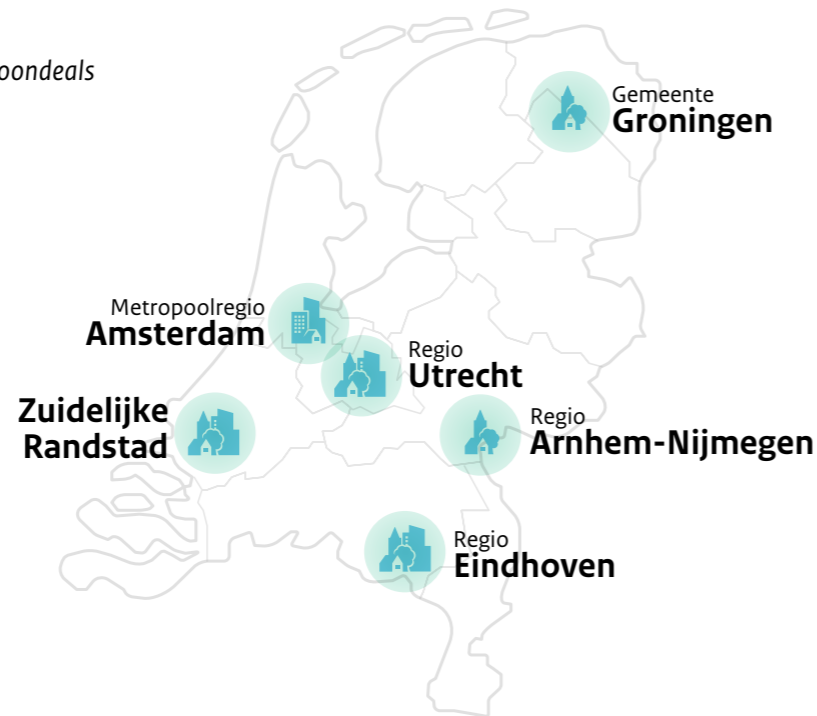 oondeals
Gemeente
Groningen
Metropoolregio
Amsterdam
Regio
Utrecht
Zuidelijke
Randstad
Regio
Arnhem-Nijmegen
Regio
Eindhoven